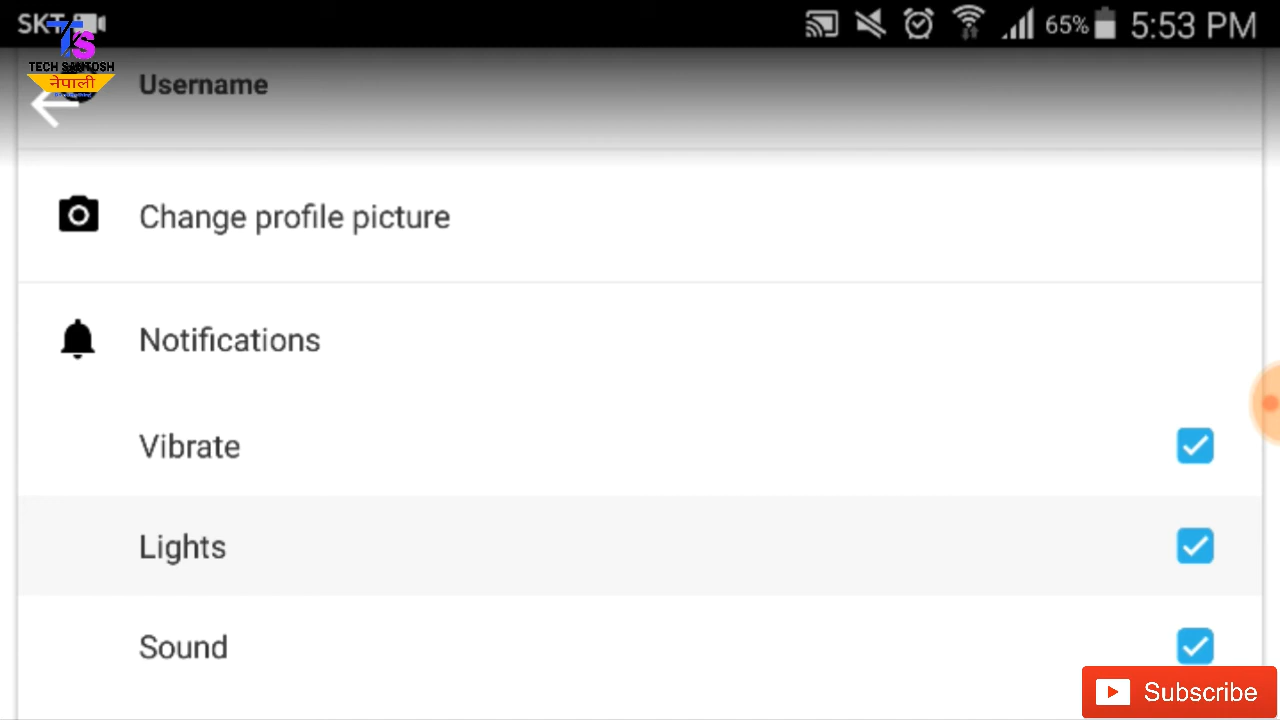 SKT
65% 5:53 PM
TECH SANTOSH
नेपाली
Username
Change profile picture
Notifications
Vibrate
Lights
Sound
Subscribe